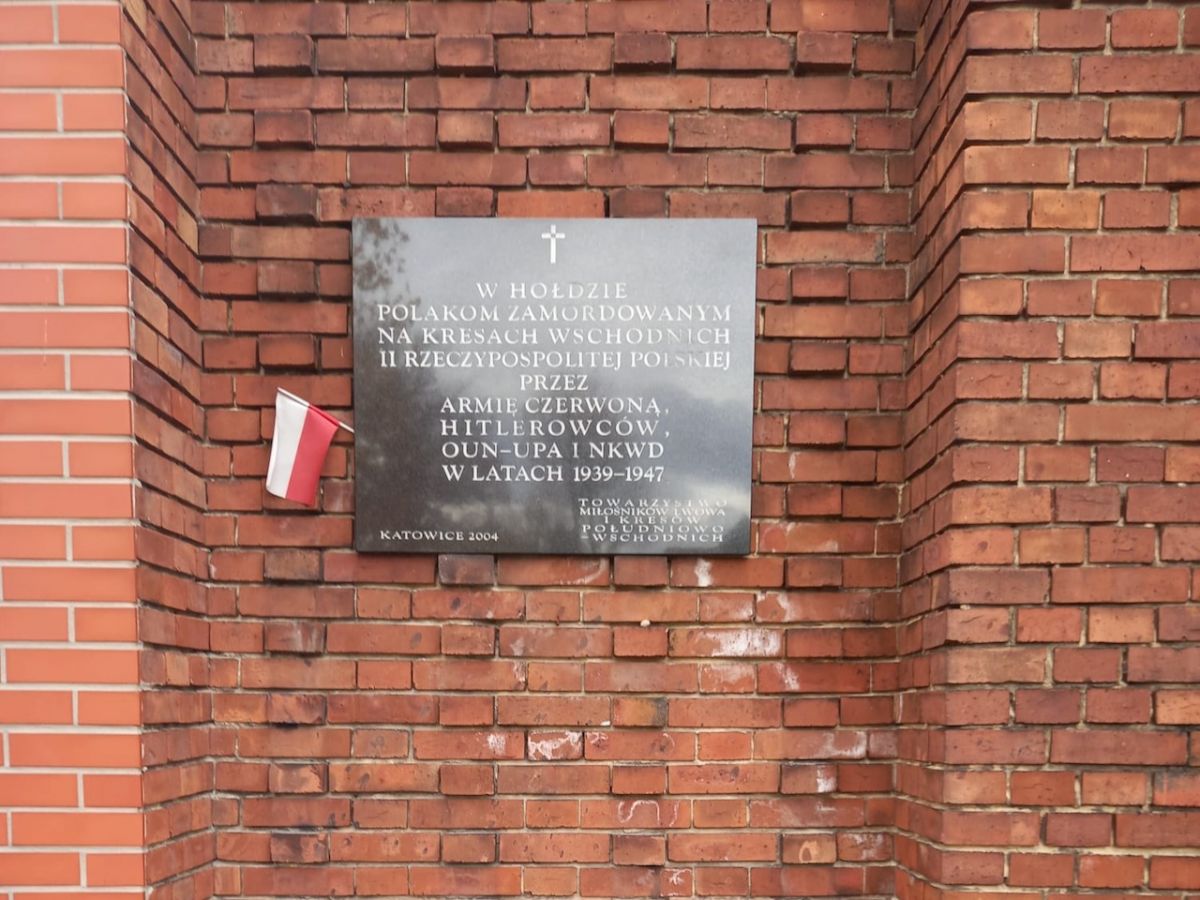 W HOŁDZIE
POLAKOM ZAMORDOWANYM
NA KRESACH WSCHODNICH
II RZECZYPOSPOLITEJ POLSKIEJ
PRZEZ
ARMIĘ CZERWONĄ,
HITLEROWCÓW,
OUN-UPA I NKWD
W LATACH 1939-1947
TOWARZYSTWO
MIŁOŚNIKÓW LWOWA
I KRESÓW
POŁUDNIOWO
-WSCHODNICH
KATOWICE 2004